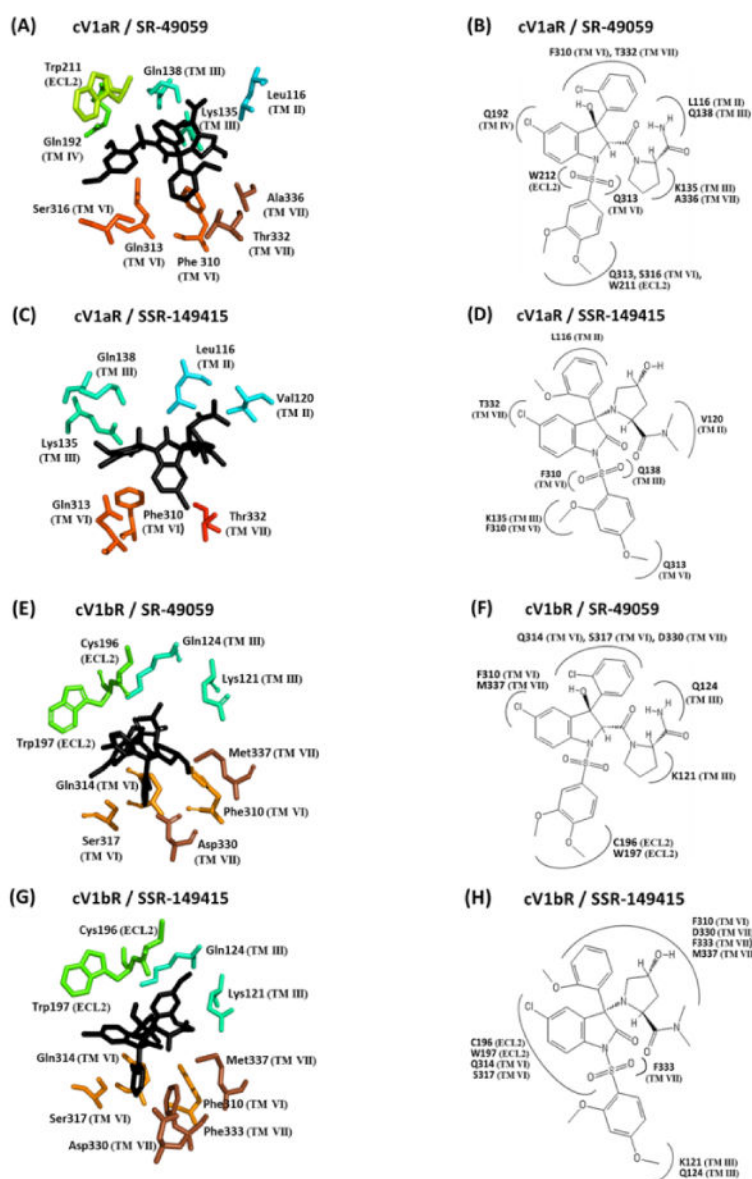 (A) cV1aR / SR-49059
Trp211
(ECL2)
Gln138 (TM III)
Leu116
(TM II)
Lys135
(TM III)
Gln192
(TM IV)
Ala336
(TM VII)
Ser316 (TM VI)
Gln313
(TM VI)
Phe 310
(TM VI)
Thr332
(TM VII)
(B) cV1aR / SR-49059
F310 (TM VI), T332 (TM VII)
Cl
H
O
Q192
(TM IV)
Cl
L116 (TM II)
Q138 (TM III)
N H
H
O
H
N
O
N
W212
(ECL2)
O S O
Q313
(TM VI)
K135 (TM III)
A336 (TM VII)
O
O
Q313, S316 (TM VI),
W211 (ECL2)
(C) cV1aR / SSR-149415
Gln138
(TM III)
Leu116
(TM II)
Val120
(TM II)
Lys135
(TM III)
Gln313
(TM VI)
Phe310
(TM VI)
Thr332
(TM VII)
(D) cV1aR / SSR-149415
L116 (TM II)
O-H
O
T332
(TM VII)
Cl
N
N
O
O
N
V120
(TM II)
F310
(TM VI)
O S O
Q138
(TM III)
K135 (TM III)
F310 (TM VI)
O
O
Q313
(TM VI)
(E) cV1bR / SR-49059
Cys196
(ECL2)
Gln124 (TM III)
Lys121 (TM III)
Trp197 (ECL2)
Met337 (TM VII)
Gln314 (TM VI)
Phe310 (TM VI)
Ser317
(TM VI)
Asp330
(TM VII)
(F) cV1bR / SR-49059
Q314 (TM VI), S317 (TM VI), D330 (TM VII)
F310 (TM VI)
M337 (TM VII)
Cl
H
O
Cl
Q124
(TM III)
N H
H
O
H
N
O
N
O S O
K121 (TM III)
O
O
C196 (ECL2)
W197 (ECL2)
(G) cV1bR / SSR-149415
Cys196 (ECL2)
Gln124 (TM III)
Lys121 (TM III)
Trp197 (ECL2)
Gln314 (TM VI)
Met337 (TM VII)
Phe310 (TM VI)
Ser317 (TM VI)
Phe333 (TM VII)
Asp330 (TM VII)
(H) cV1bR / SSR-149415
F310 (TM VI)
D330 (TM VII)
F333 (TM VII)
M337 (TM VII
O-H
O
Cl
N
N
O
O
N
C196 (ECL2)
W197 (ECL2)
Q314 (TM VI)
S317 (TM VI)
O S O
F333
(TM VII)
O
O
K121 (TM III)
Q124 (TM III)